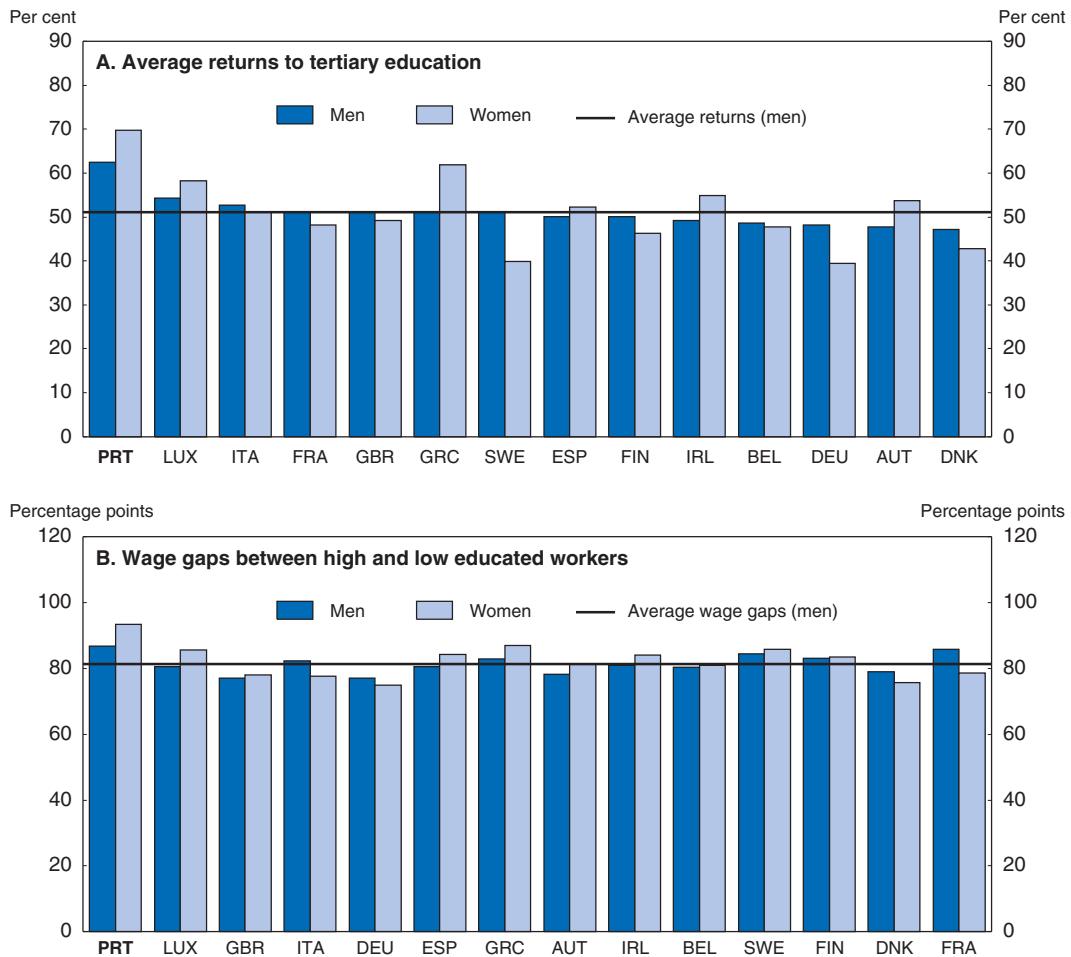 Per cent Per cent
90 90
A. Average returns to tertiary education
80 80
Men Women Average returns (men)
70 70
60 60
50 50
40 40
30 30
20 20
10 10
0 0
PRT LUX ITA FRA GBR GRC SWE ESP FIN IRL BEL DEU AUT DNK
Percentage points Percentage points
120 120
B. Wage gaps between high and low educated workers
100 100
Men Women Average wage gaps (men)
80 80
60 60
40 40
20 20
0 0
PRT LUX GBR ITA DEU ESP GRC AUT IRL BEL SWE FIN DNK FRA